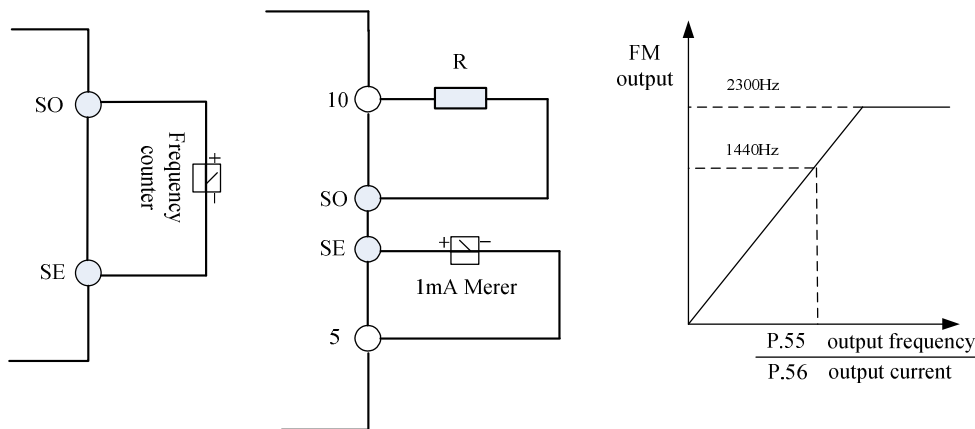 SO
Frequency
counter
+
−
SE
10
R
SO
SE
+ −
1mA Merer
5
FM
output
2300Hz
1440Hz
P.55 output frequency
P.56 output current